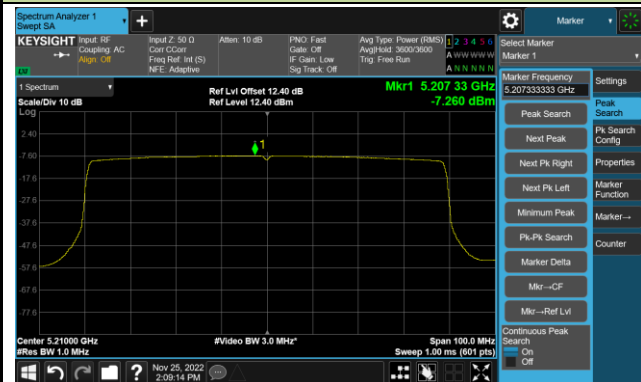 Spectrum Analyzer 1
Swept SA
Marker
KEYSIGHT
Input: RF
Coupling: AC
Align: Off
Input Z: 50 Ω
Corr CCorr
Freq Ref: Int (S)
NFE: Adaptive
Atten: 10 dB
PNO: Fast
Gate: Off
IF Gain: Low
Sig Track: Off
Avg Type: Power (RMS)
Avg|Hold: 3600/3600
Trig: Free Run
1 2 3 4 5 6
A W W W W W
A N N N N N
LXI
Select Marker
Marker 1
1 Spectrum
Scale/Div 10 dB
Log
Ref Lvl Offset 12.40 dB
Ref Level 12.40 dBm
Mkr1 5.207 33 GHz
-7.260 dBm
2.40
-7.60
-17.6
-27.6
-37.6
-47.6
-57.6
-67.6
-77.6
1
Center 5.21000 GHz
#Res BW 1.0 MHz
#Video BW 3.0 MHz*
Span 100.0 MHz
Sweep 1.00 ms (601 pts)
Marker Frequency
5.207333333 GHz
Peak Search
Next Peak
Next Pk Right
Next Pk Left
Minimum Peak
Pk-Pk Search
Marker Delta
Mkr→CF
Mkr→Ref Lvl
Continuous Peak
Search
On
Off
Settings
Peak
Search
Pk Search
Config
Properties
Marker
Function
Marker→
Counter
?
Nov 25, 2022
2:09:14 PM